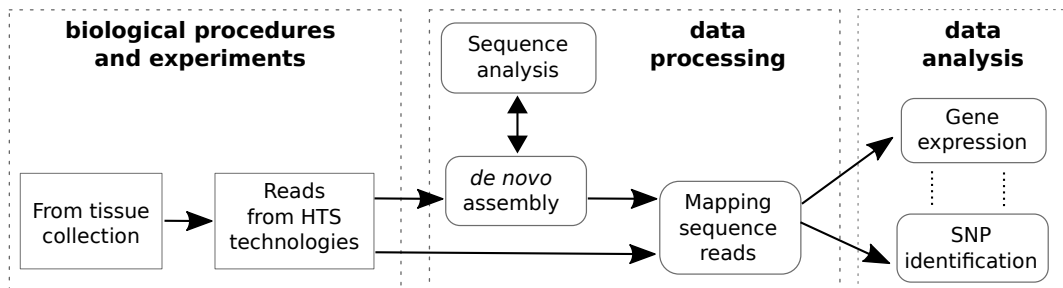 biological procedures
and experiments
From tissue
collection
Reads
from HTS
technologies
data
processing
Sequence
analysis
de novo
assembly
Mapping
sequence
reads
data
analysis
Gene
expression
SNP
identification